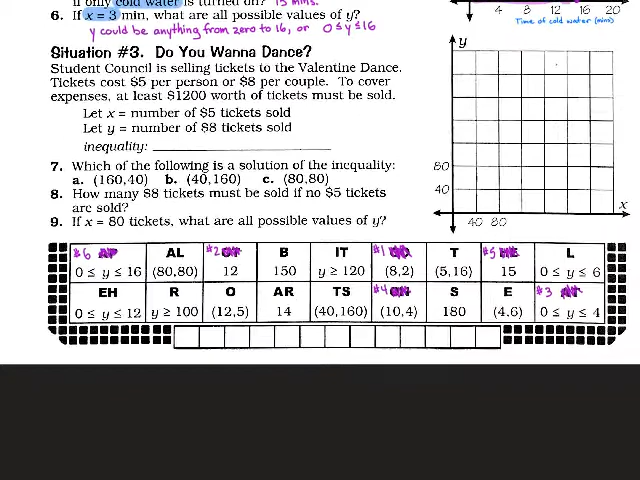 if only cold water is turned on? 15 mins.
6. If x = 3 min, what are all possible values of y?
y could be anything from zero to 16, or 0 ≤ y ≤ 16
Situation #3. Do You Wanna Dance?
Student Council is selling tickets to the Valentine Dance.
Tickets cost $5 per person or $8 per couple. To cover
expenses, at least $1200 worth of tickets must be sold.
Let x = number of $5 tickets sold
Let y = number of $8 tickets sold
inequality:
7. Which of the following is a solution of the inequality:
a. (160,40) b. (40,160) c. (80,80)
8. How many $8 tickets must be sold if no $5 tickets
are sold?
9. If x = 80 tickets, what are all possible values of y?
4 8 12 16 20
Time of cold water (mins)
y
80
40
x
40 80
#6 AL #2 B IT #1 T #5 L
0 ≤ y ≤ 16 (80,80) 12 150 y ≥ 120 (8,2) (5,16) 15 0 ≤ y ≤ 6
EH R O AR TS #4 S E #3
0 ≤ y ≤ 12 y ≥ 100 (12,5) 14 (40,160) (10,4) 180 (4,6) 0 ≤ y ≤ 4